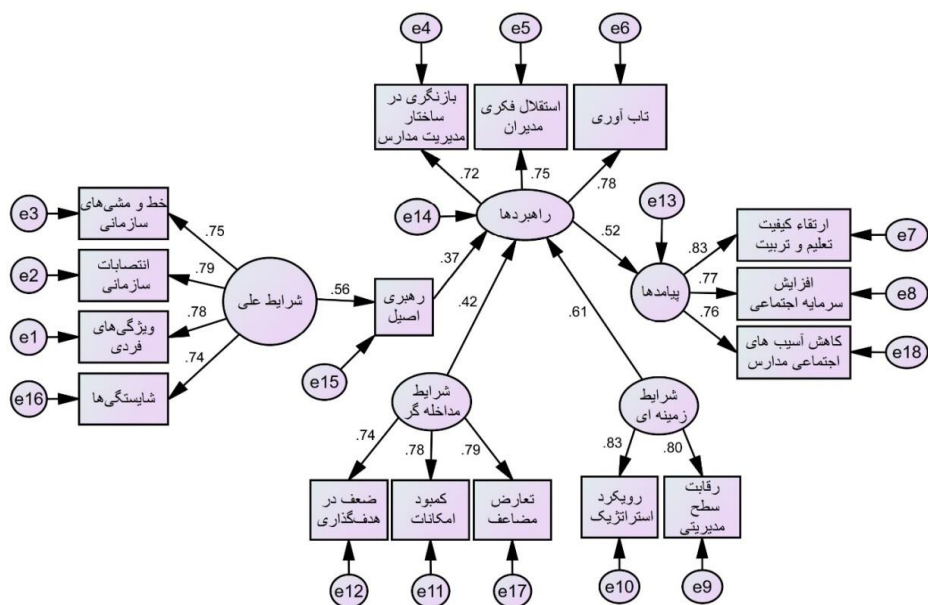 e4
e5
e6
بازنگری در
ساختار
مدیریت مدارس
استقلال فکری
مدیران
تاب آوری
.72
.75
.78
e3
خط و مشی‌های
سازمانی
e2
انتصابات
سازمانی
e1
ویژگی‌های
فردی
e16
شایستگی‌ها
.75
.79
.78
.74
شرایط علی
.56
رهبری
اصیل
e15
.37
e14
راهبردها
.52
e13
پیامدها
.83
.77
.76
ارتقاء کیفیت
تعلیم و تربیت
e7
افزایش
سرمایه اجتماعی
e8
کاهش آسیب های
اجتماعی مدارس
e18
.42
.61
شرایط
مداخله گر
.74
.78
.79
ضعف در
هدف‌گذاری
کمبود
امکانات
تعارض
مضاعف
e12
e11
e17
شرایط
زمینه ای
.83
.80
رویکرد
استراتژیک
رقابت
سطح
مدیریتی
e10
e9